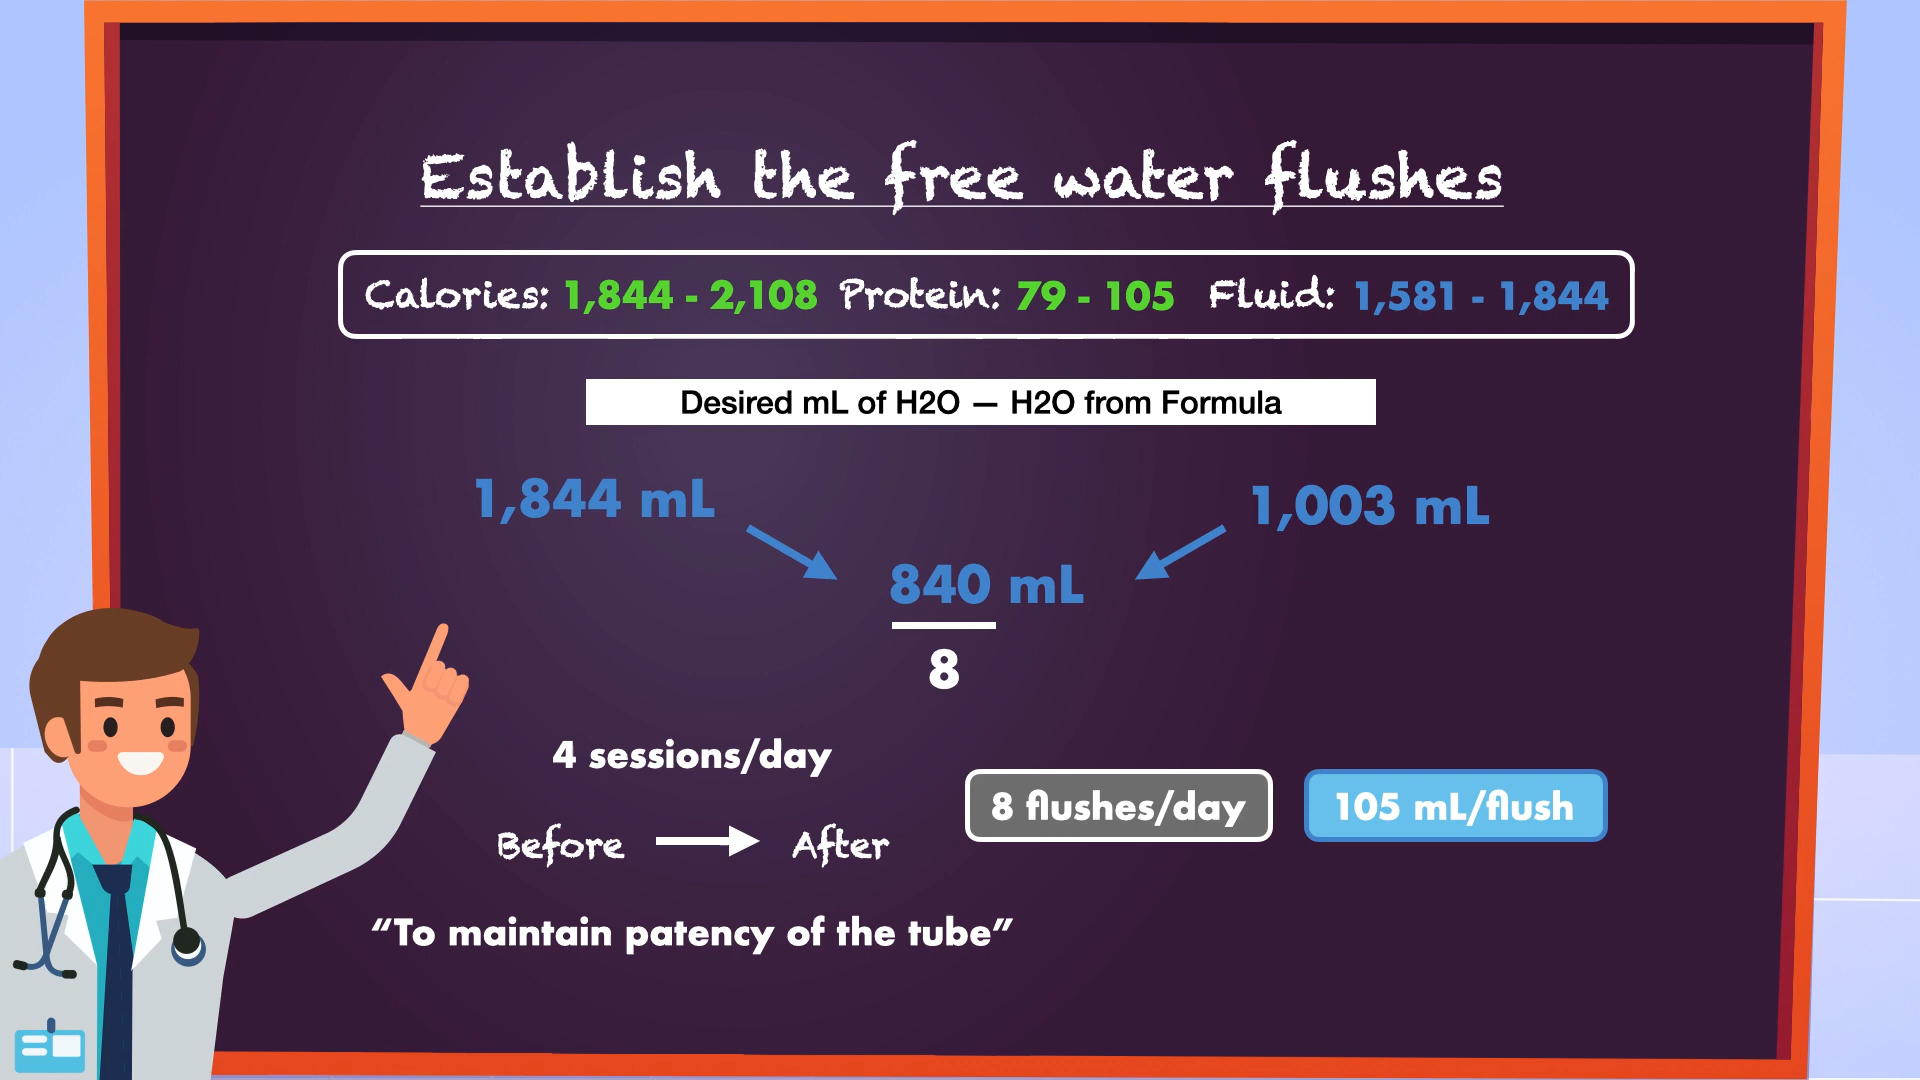 Establish the free water flushes
Calories: 1,844 - 2,108 Protein: 79 - 105 Fluid: 1,581 - 1,844
Desired mL of H2O — H2O from Formula
1,844 mL
1,003 mL
840 mL
8
4 sessions/day
8 flushes/day
105 mL/flush
Before
After
“To maintain patency of the tube”